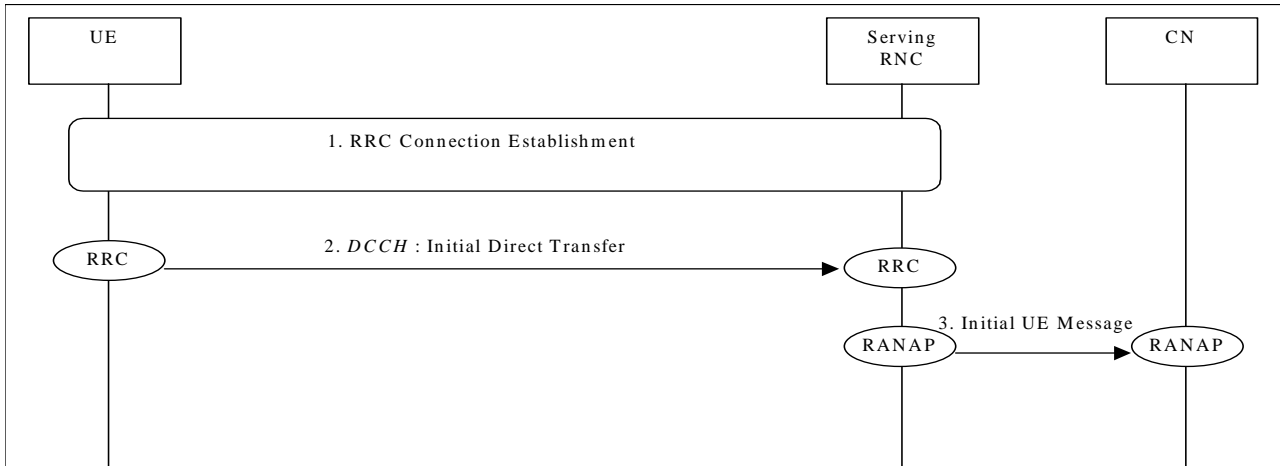 UE
Serving
RNC
CN
1. RRC Connection Establishment
2. DCCH : Initial Direct Transfer
RRC
RRC
3. Initial UE Message
RANAP
RANAP